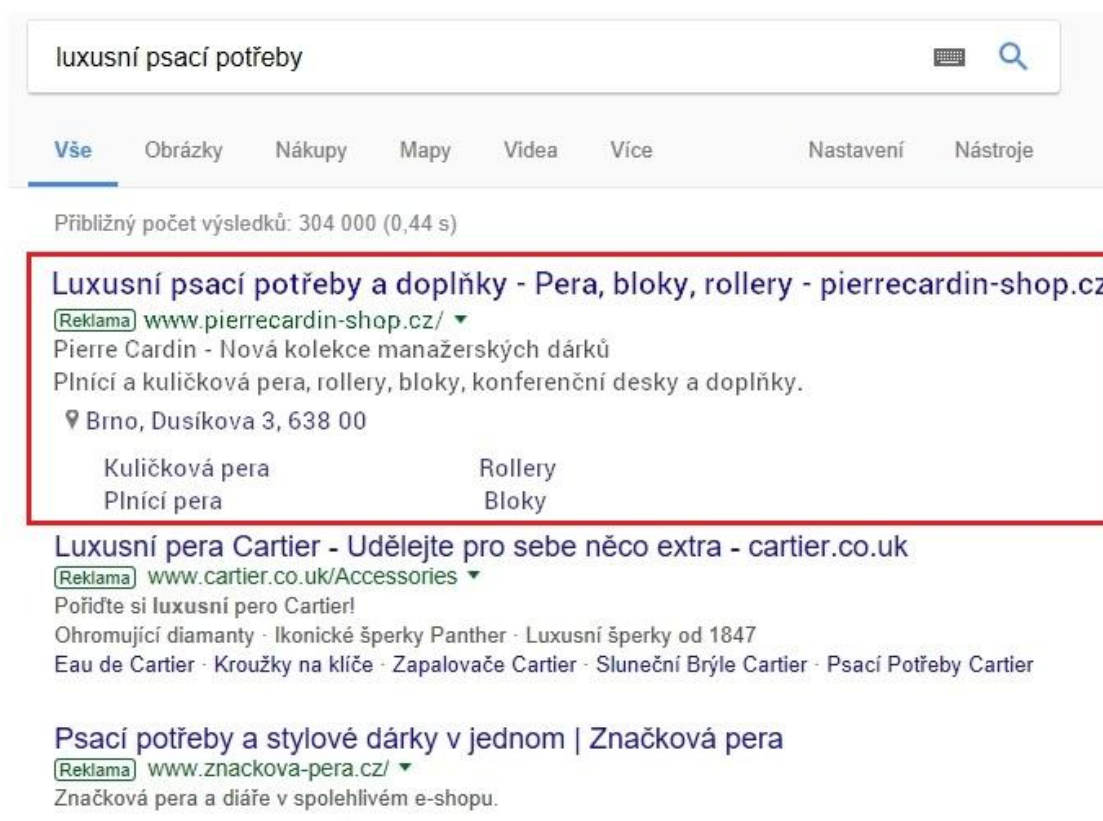 luxusní psací potřeby
Vše Obrázky Nákupy Mapy Videa Více Nastavení Nástroje
Přibližný počet výsledků: 304 000 (0,44 s)
Luxusní psací potřeby a doplňky - Pera, bloky, rollery - pierrecardin-shop.cz
Reklama www.pierrecardin-shop.cz/
Pierre Cardin - Nová kolekce manažerských dárků
Plnící a kuličková pera, rollery, bloky, konferenční desky a doplňky.
Brno, Dusíkova 3, 638 00
Kuličková pera Rollery
Plnící pera Bloky
Luxusní pera Cartier - Udělejte pro sebe něco extra - cartier.co.uk
Reklama www.cartier.co.uk/Accessories
Pořiďte si luxusní pero Cartier!
Ohromující diamanty · Ikonické šperky Panther · Luxusní šperky od 1847
Eau de Cartier · Kroužky na klíče · Zapalovače Cartier · Sluneční Brýle Cartier · Psací Potřeby Cartier
Psací potřeby a stylové dárky v jednom | Značková pera
Reklama www.znackova-pera.cz/
Značková pera a diáře v spolehlivém e-shopu.